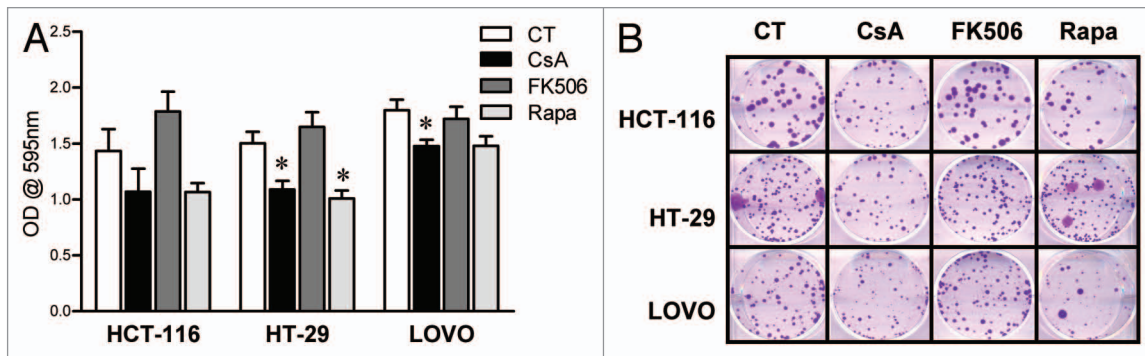 A
2.5
2.0
1.5
1.0
0.5
0.0
OD @ 595nm
CT
CsA
FK506
Rapa
*
*
*
HCT-116 HT-29 LOVO
B
CT CsA FK506 Rapa
HCT-116
HT-29
LOVO